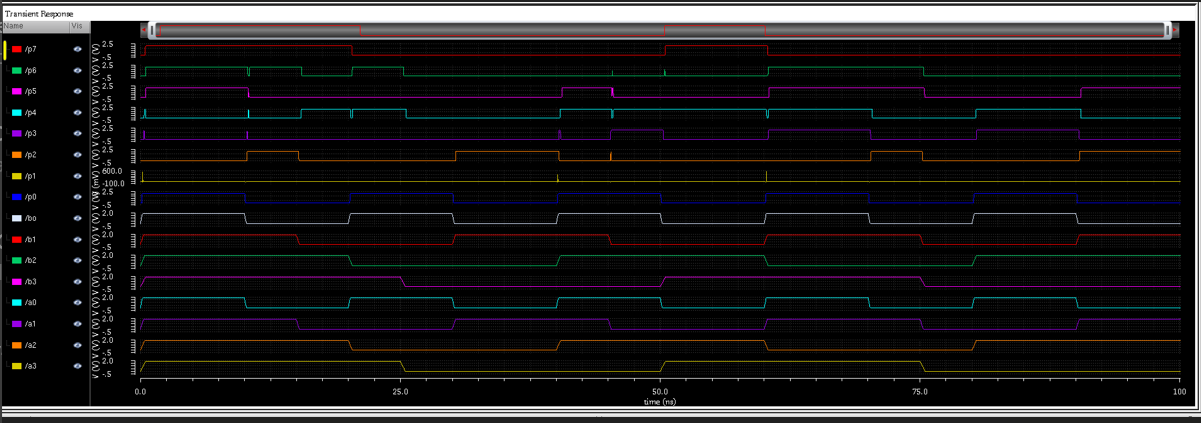 Transient Response
Name Vis
/p7 2.5 -.5
/p6 2.5 -.5
/p5 2.5 -.5
/p4 2.5 -.5
/p3 2.5 -.5
/p2 2.5 -.5
/p1 600.0 -100.0
/p0 2.5 -.5
/bo 2.0 -.5
/b1 2.0 -.5
/b2 2.0 -.5
/b3 2.0 -.5
/a0 2.0 -.5
/a1 2.0 -.5
/a2 2.0 -.5
/a3 2.0 -.5
0.0 25.0 50.0 75.0 100
time (ns)